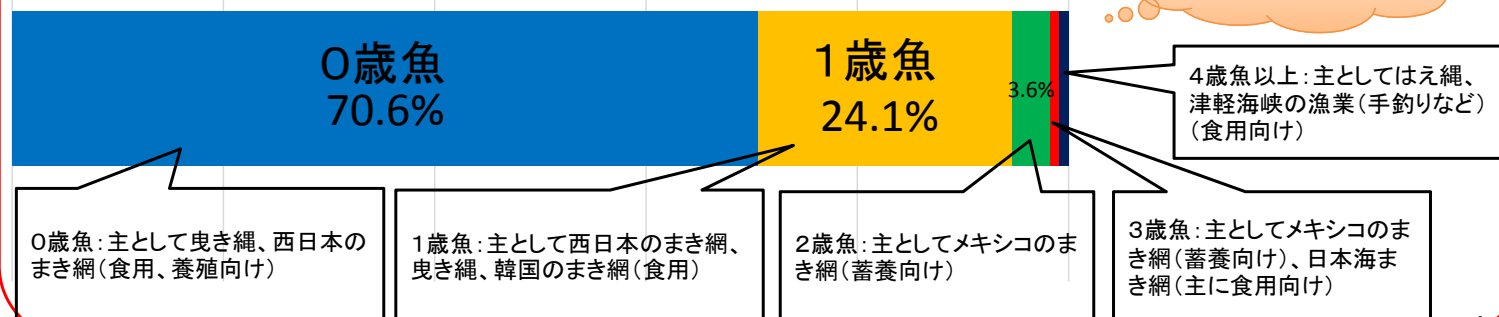 0歳魚
70.6%
1歳魚
24.1%
3.6%
4歳魚以上：主としてはえ縄、
津軽海峡の漁業（手釣りなど）
（食用向け）
0歳魚：主として曳き縄、西日本の
まき網（食用、養殖向け）
1歳魚：主として西日本のまき網、
曳き縄、韓国のまき網（食用）
2歳魚：主としてメキシコのま
き網（蓄養向け）
3歳魚：主としてメキシコのま
き網（蓄養向け）、日本海ま
き網（主に食用向け）